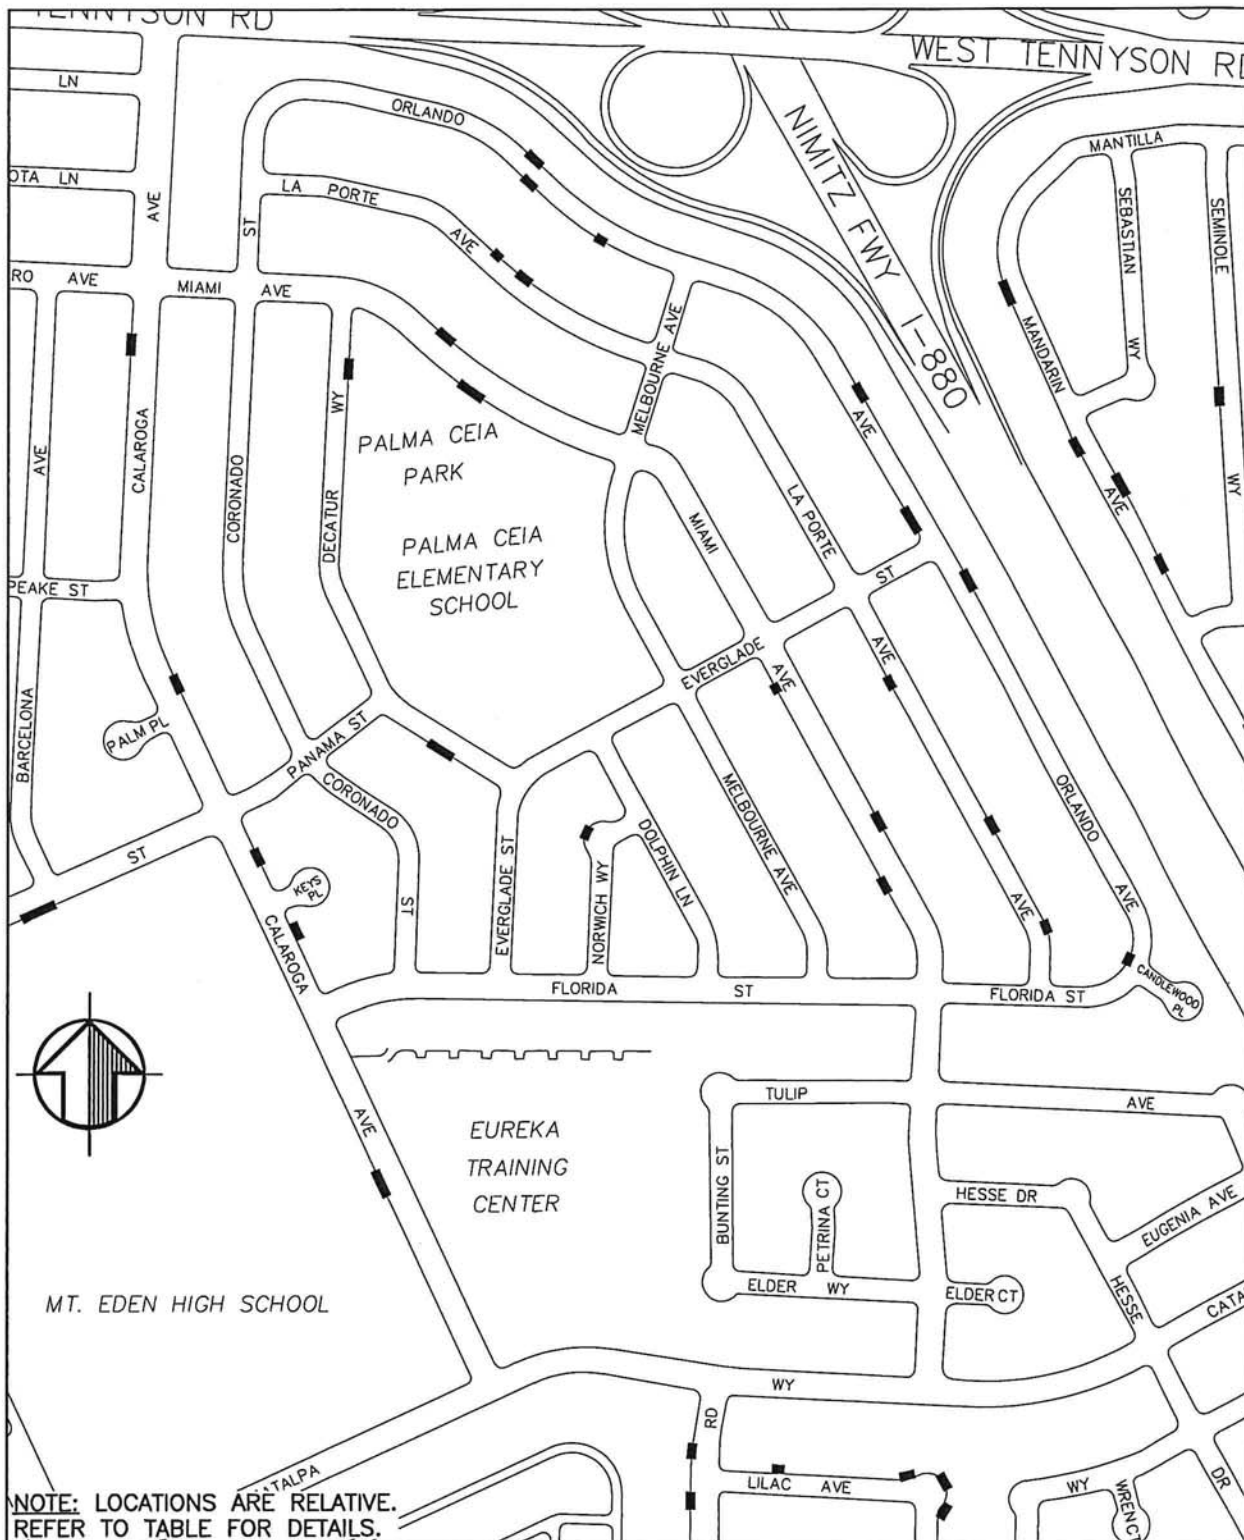 TENNYSON RD
WEST TENNYSON RD
LN
ORLANDO
NIMITZ FWY I-880
MANTILLA
OTA LN
LA PORTE
AVE
AVE
ST
SEBASTIAN
WY
SEMINOLE
WY
RO AVE
MIAMI AVE
MELBOURNE AVE
MANDARIN
AVE
CALAROGA
CORONADO
DECATUR
WY
PALMA CEIA
PARK
AVE
AVE
PALMA CEIA
ELEMENTARY
SCHOOL
MIAMI
LA PORTE
ST
PEAKE ST
EVERGLADE
AVE
AVE
AVE
BARCELONA
PALM PL
PANAMA ST
CORONADO
ST
MELBOURNE AVE
ORLANDO
AVE
ST
KEYS
PL
EVERGLADE ST
NORWICH WY
DOLPHIN LN
AVE
CALAROGA
FLORIDA ST
FLORIDA ST
CANDLEWOOD
PL
TULIP AVE
AVE
EUREKA
TRAINING
CENTER
BUNTING ST
PETRINA CT
HESSE DR
EUGENIA AVE
ELDER WY
ELDER CT
HESSE
CATA
MT. EDEN HIGH SCHOOL
WY
RD
ATALPA
LILAC AVE
WY
WREN CT
DR
NOTE: LOCATIONS ARE RELATIVE.
REFER TO TABLE FOR DETAILS.